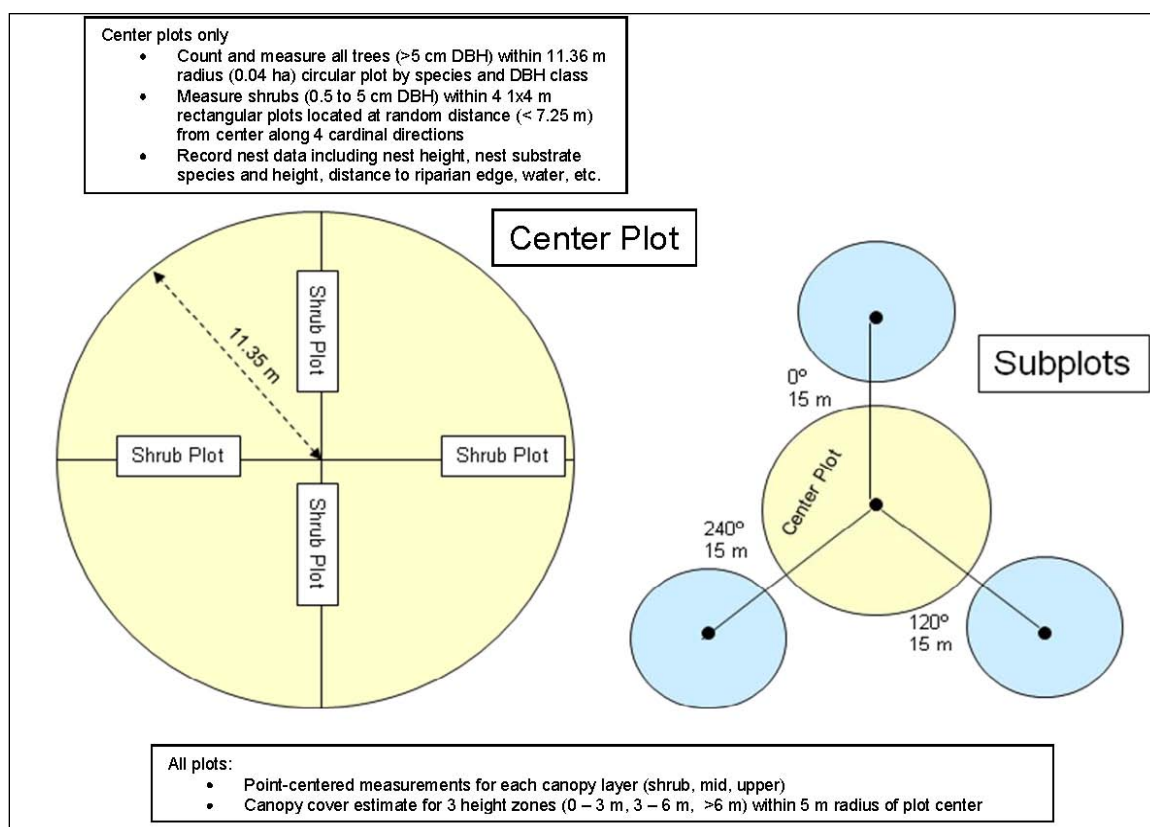 Center plots only
• Count and measure all trees (>5 cm DBH) within 11.36 m
radius (0.04 ha) circular plot by species and DBH class
• Measure shrubs (0.5 to 5 cm DBH) within 4 1x4 m
rectangular plots located at random distance (< 7.25 m)
from center along 4 cardinal directions
• Record nest data including nest height, nest substrate
species and height, distance to riparian edge, water, etc.
Center Plot
Shrub Plot
11.35 m
Shrub Plot
Shrub Plot
Shrub Plot
Subplots
0º
15 m
Center Plot
240º
15 m
120º
15 m
All plots:
• Point-centered measurements for each canopy layer (shrub, mid, upper)
• Canopy cover estimate for 3 height zones (0 – 3 m, 3 – 6 m, >6 m) within 5 m radius of plot center